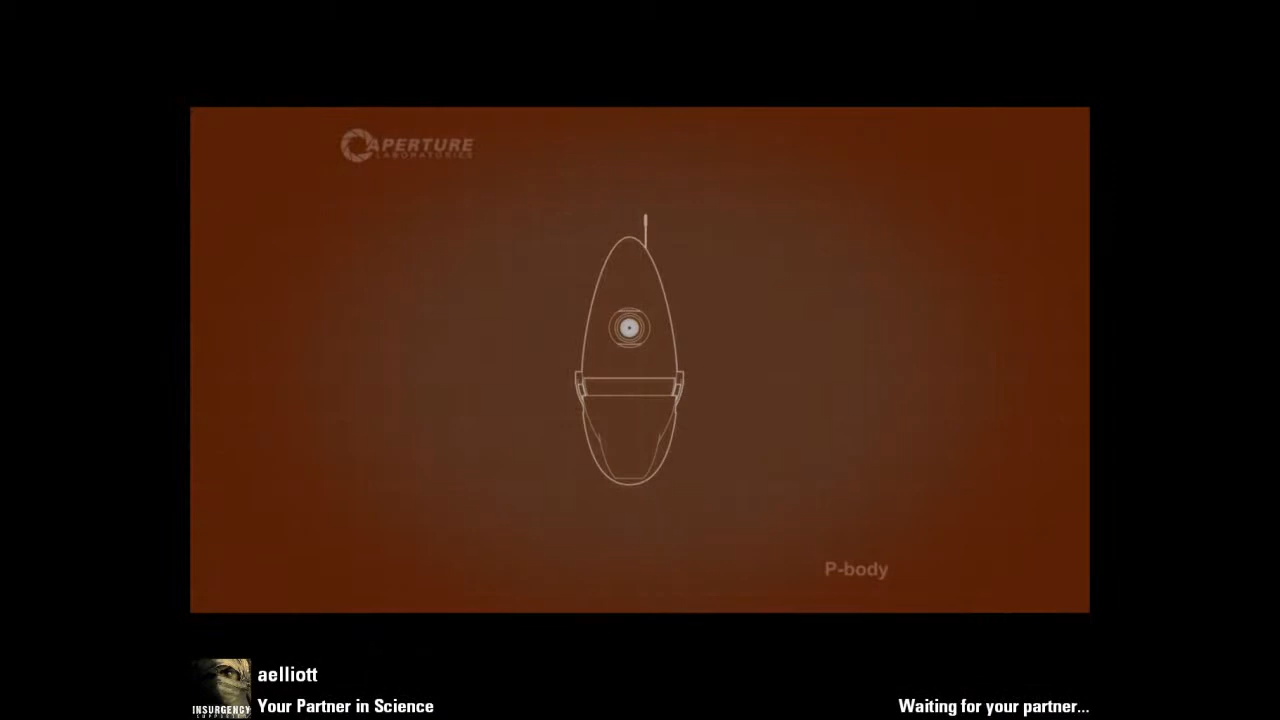 APERTURE
LABORATORIES
P-body
INSURGENCY
aelliott
Your Partner in Science
Waiting for your partner...